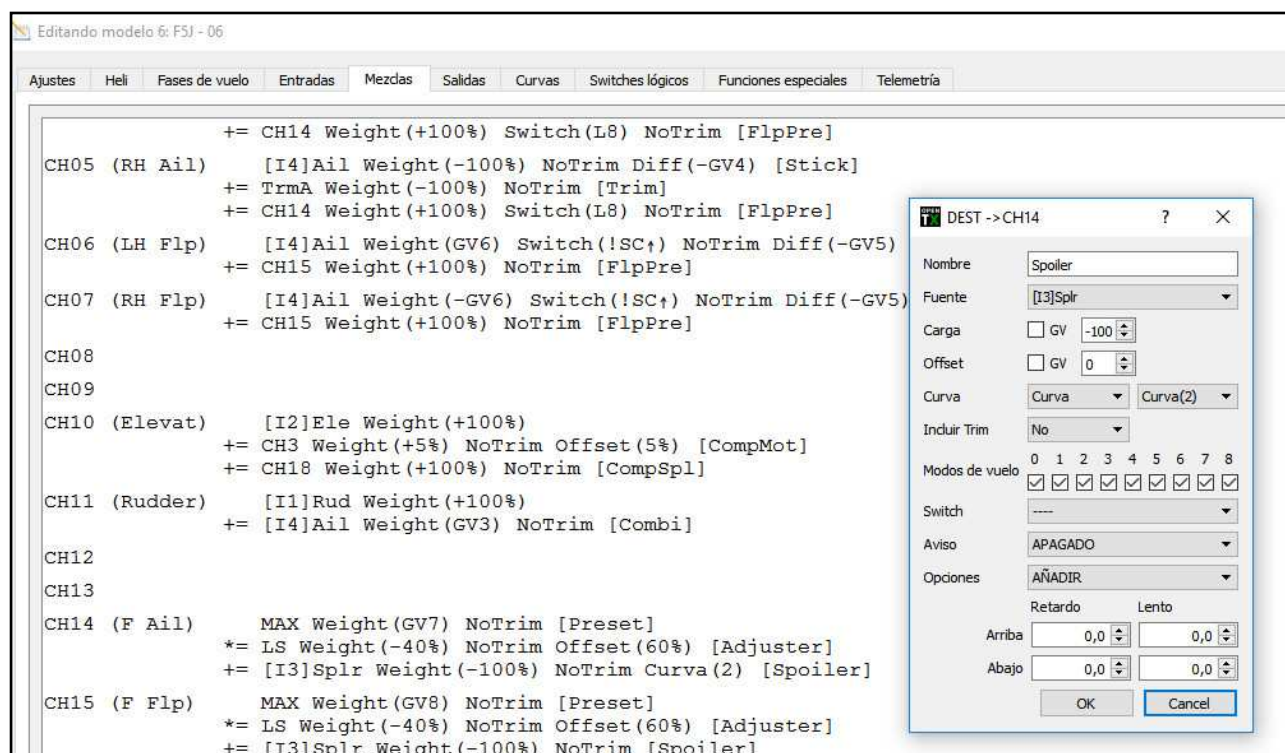 Editando modelo 6: F5J - 06
Ajustes Heli Fases de vuelo Entradas Mezclas Salidas Curvas Switches lógicos Funciones especiales Telemetría
+= CH14 Weight(+100%) Switch(L8) NoTrim [FlpPre]
CH05 (RH Ail) [I4]Ail Weight(-100%) NoTrim Diff(-GV4) [Stick]
+= TrmA Weight(-100%) NoTrim [Trim]
+= CH14 Weight(+100%) Switch(L8) NoTrim [FlpPre]
CH06 (LH Flp) [I4]Ail Weight(GV6) Switch(!SC↑) NoTrim Diff(-GV5)
+= CH15 Weight(+100%) NoTrim [FlpPre]
CH07 (RH Flp) [I4]Ail Weight(-GV6) Switch(!SC↑) NoTrim Diff(-GV5)
+= CH15 Weight(+100%) NoTrim [FlpPre]
CH08
CH09
CH10 (Elevat) [I2]Ele Weight(+100%)
+= CH3 Weight(+5%) NoTrim Offset(5%) [CompMot]
+= CH18 Weight(+100%) NoTrim [CompSpl]
CH11 (Rudder) [I1]Rud Weight(+100%)
+= [I4]Ail Weight(GV3) NoTrim [Combi]
CH12
CH13
CH14 (F Ail) MAX Weight(GV7) NoTrim [Preset]
*= LS Weight(-40%) NoTrim Offset(60%) [Adjuster]
+= [I3]Splr Weight(-100%) NoTrim Curva(2) [Spoiler]
CH15 (F Flp) MAX Weight(GV8) NoTrim [Preset]
*= LS Weight(-40%) NoTrim Offset(60%) [Adjuster]
+= [I3]Splr Weight(-100%) NoTrim [Spoiler]
OPEN TX DEST ->CH14 ? X
Nombre Spoiler
Fuente [I3]Splr
Carga GV -100
Offset GV 0
Curva Curva Curva(2)
Incluir Trim No
0 1 2 3 4 5 6 7 8
Modos de vuelo
Switch ----
Aviso APAGADO
Opciones AÑADIR
Retardo Lento
Arriba 0,0 0,0
Abajo 0,0 0,0
OK Cancel